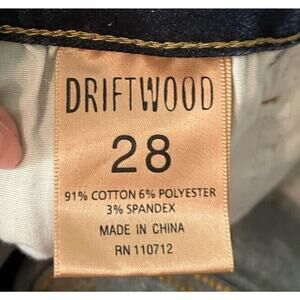 DRIFTWOOD
28
91% COTTON 6% POLYESTER
3% SPANDEX
MADE IN CHINA
RN 110712